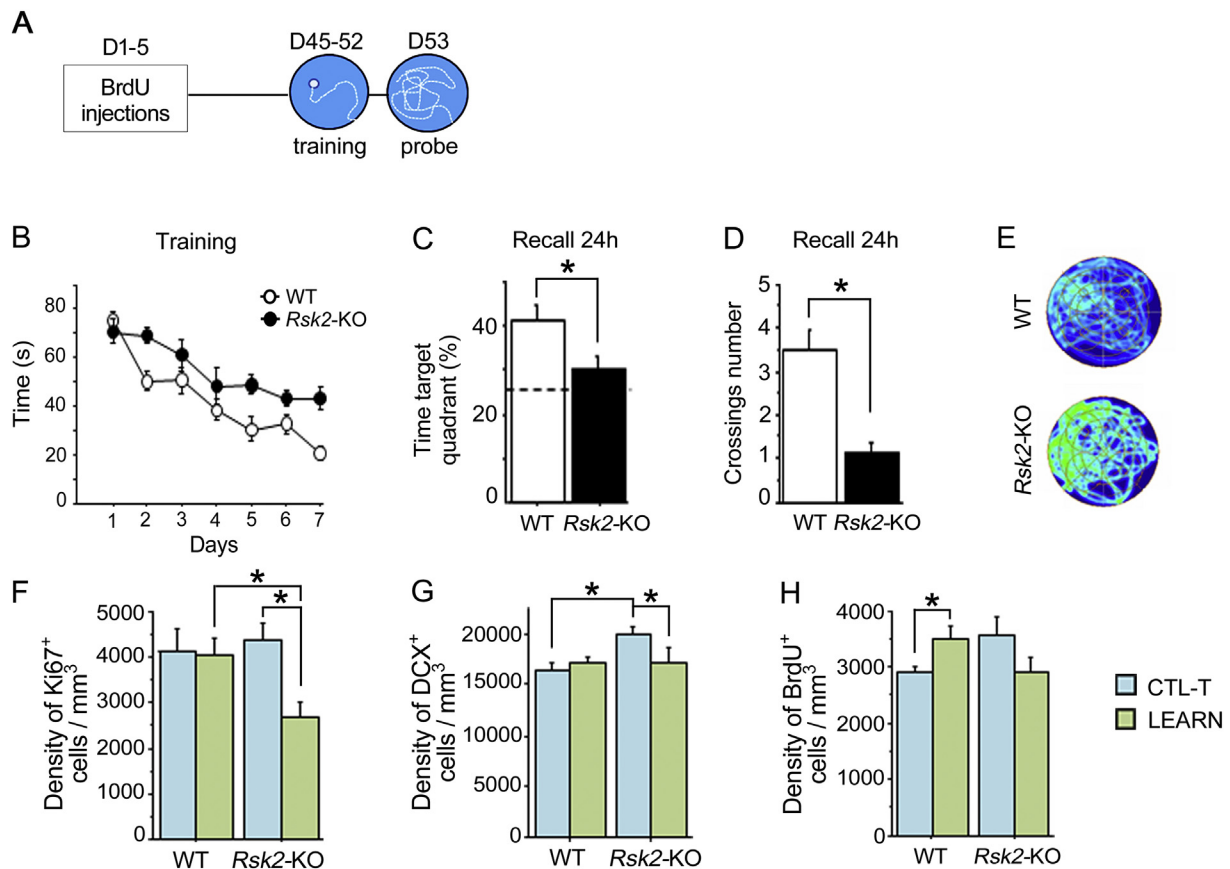 A
D1-5
D45-52
D53
BrdU
injections
training
probe
B
Training
Time (s)
80
60
40
20
0
WT
Rsk2-KO
1 2 3 4 5 6 7
Days
C
Recall 24h
Time target
quadrant (%)
*
40
20
0
WT Rsk2-KO
D
Recall 24h
Crossings number
*
5
4
3
2
1
0
WT Rsk2-KO
E
WT
Rsk2-KO
F
Density of Ki67+
cells / mm3
5000
4000
3000
2000
1000
0
*
*
WT Rsk2-KO
G
Density of DCX+
cells / mm3
20000
15000
10000
5000
0
*
*
WT Rsk2-KO
H
Density of BrdU+
cells / mm3
4000
3000
2000
1000
0
*
WT Rsk2-KO
CTL-T
LEARN